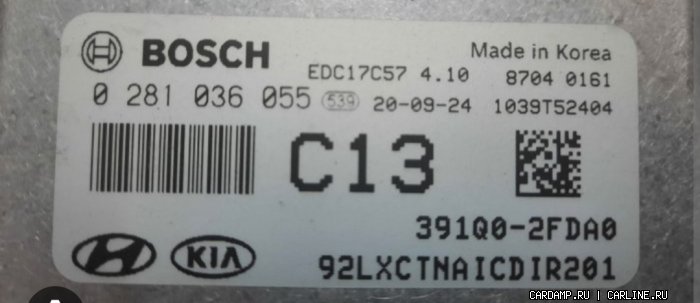 BOSCH
Made in Korea
EDC17C57 4.10 8704 0161
0 281 036 055 539 20-09-24 1039T52404
C13
391Q0-2FDA0
KIA
92LXCTNAICDIR201
CARDAMP.RU | CARLINE.RU